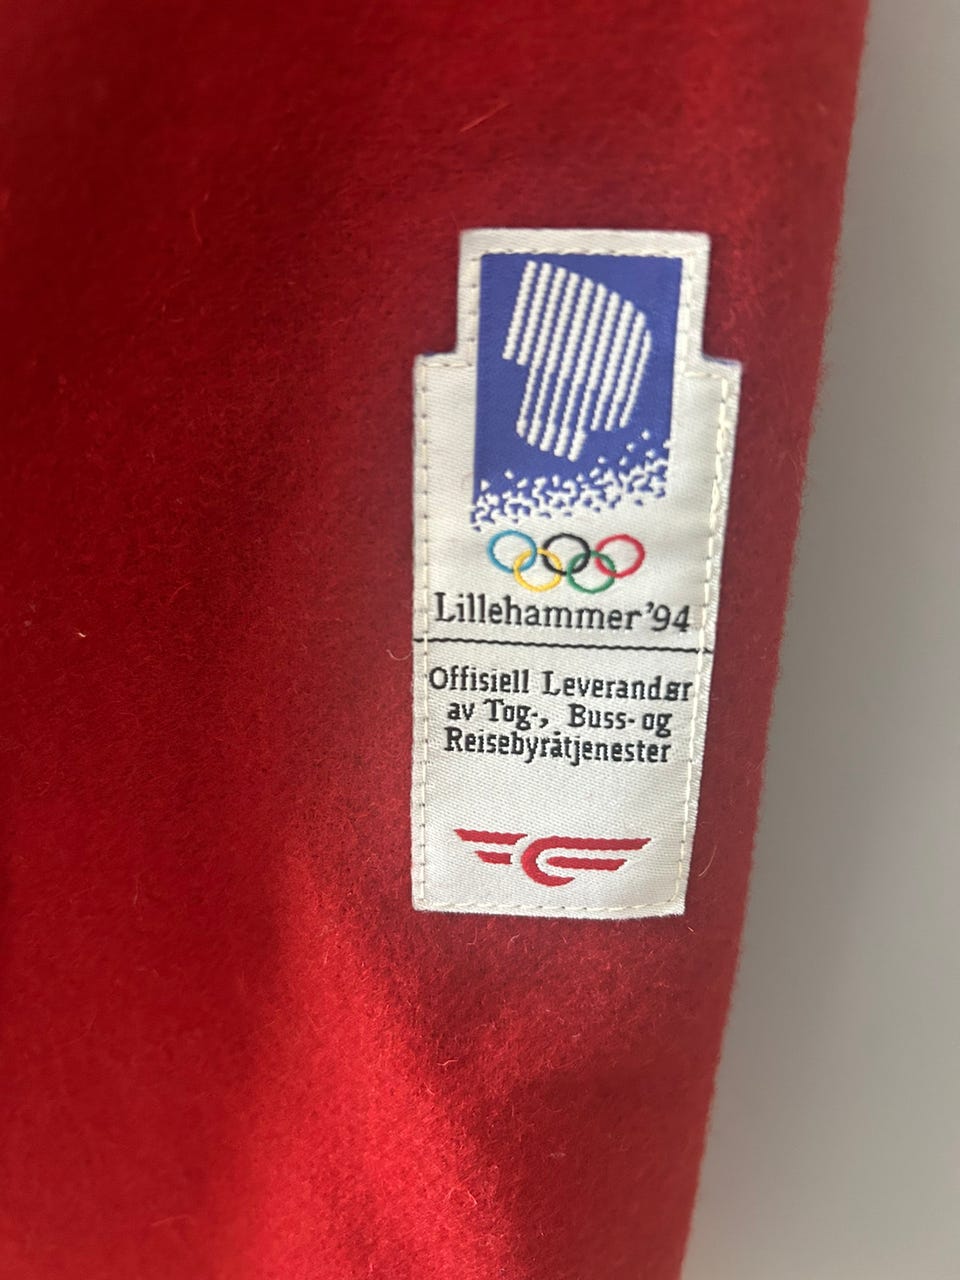 Lillehammer'94
Offisiell Leverandør
av Tog-, Buss- og
Reisebyråtjenester